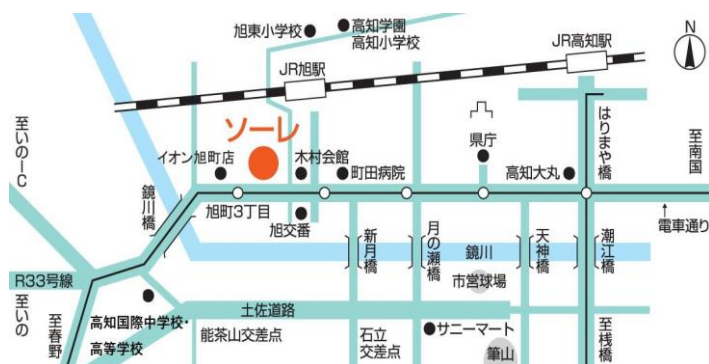 旭東小学校
高知学園
高知小学校
JR旭駅
JR高知駅
N
ソーレ
イオン旭町店
木村会館
町田病院
県庁
高知大丸
はりまや橋
至南国
至いのIC
鏡川橋
旭町3丁目
旭交番
新月橋
月の瀬橋
鏡川
市営球場
天神橋
潮江橋
電車通り
R33号線
至いの
至春野
高知国際中学校・
高等学校
土佐道路
能茶山交差点
石立
交差点
サニーマート
筆山
至桟橋